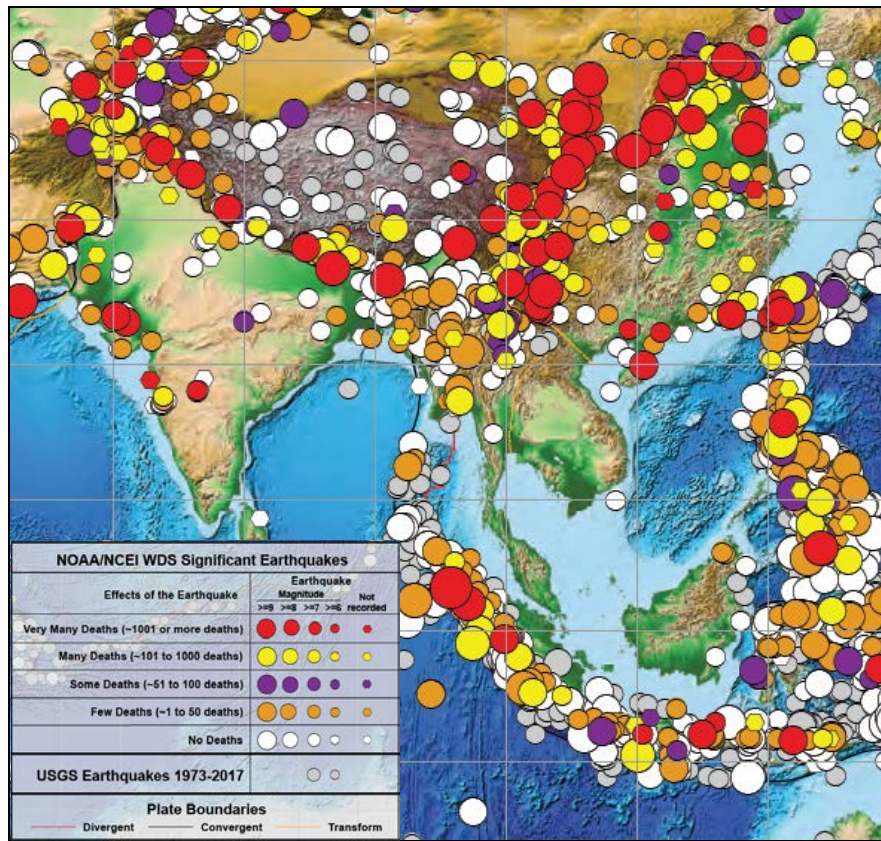 NOAA/NCEI WDS Significant Earthquakes
Effects of the Earthquake
Earthquake
Magnitude
Not
recorded
>=9 >=8 >=7 >=6
Very Many Deaths (~1001 or more deaths)
Many Deaths (~101 to 1000 deaths)
Some Deaths (~51 to 100 deaths)
Few Deaths (~1 to 50 deaths)
No Deaths
USGS Earthquakes 1973-2017
Plate Boundaries
Divergent Convergent Transform